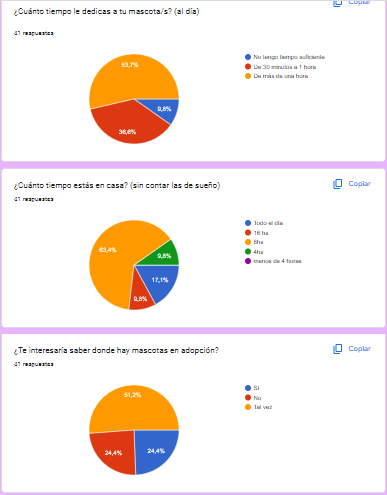 ¿Cuánto tiempo le dedicas a tu mascota/s? (al día)
Copiar
41 respuestas
No tengo tiempo suficiente
De 30 minutos a 1 hora
De más de una hora
53,7%
9,8%
36,6%
¿Cuánto tiempo estás en casa? (sin contar las de sueño)
Copiar
41 respuestas
Todo el día
16 hs
8hs
4hs
menos de 4 horas
63,4%
9,8%
17,1%
9,8%
¿Te interesaría saber donde hay mascotas en adopción?
Copiar
41 respuestas
Sí
No
Tal vez
51,2%
24,4%
24,4%